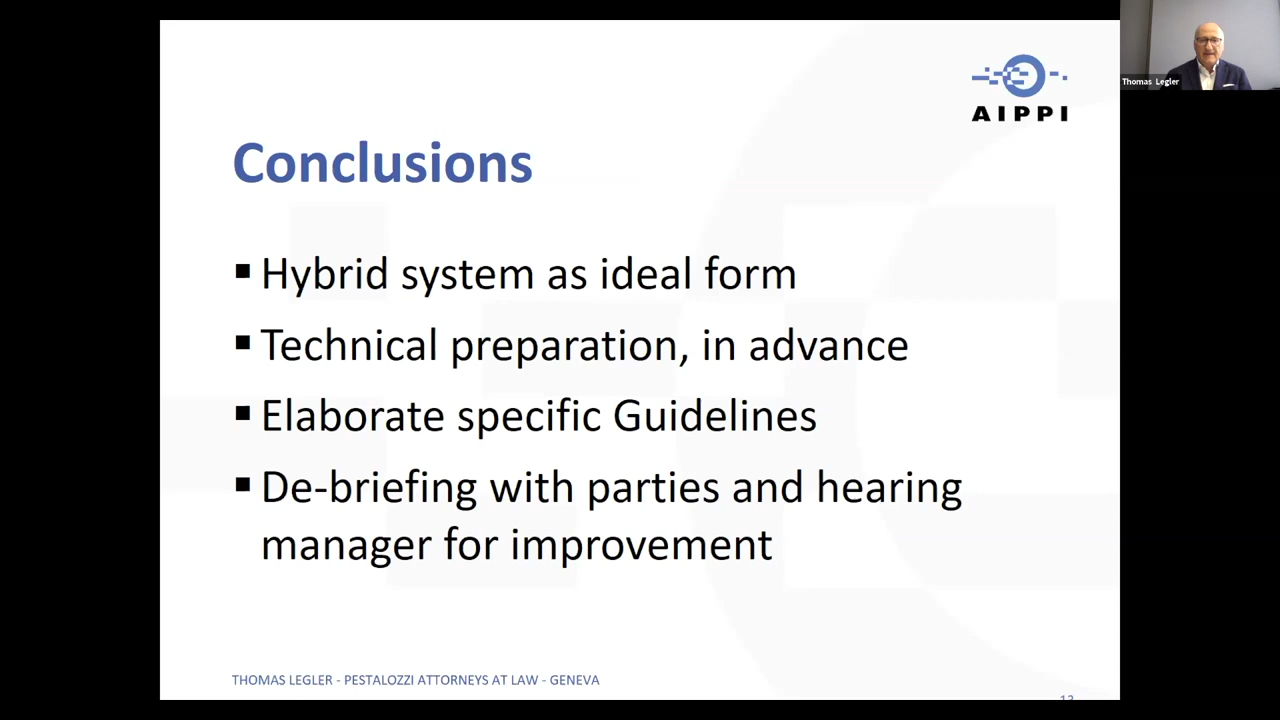 Thomas Legler
AIPPI
Conclusions
▪ Hybrid system as ideal form
▪ Technical preparation, in advance
▪ Elaborate specific Guidelines
▪ De-briefing with parties and hearing
manager for improvement
THOMAS LEGLER - PESTALOZZI ATTORNEYS AT LAW - GENEVA